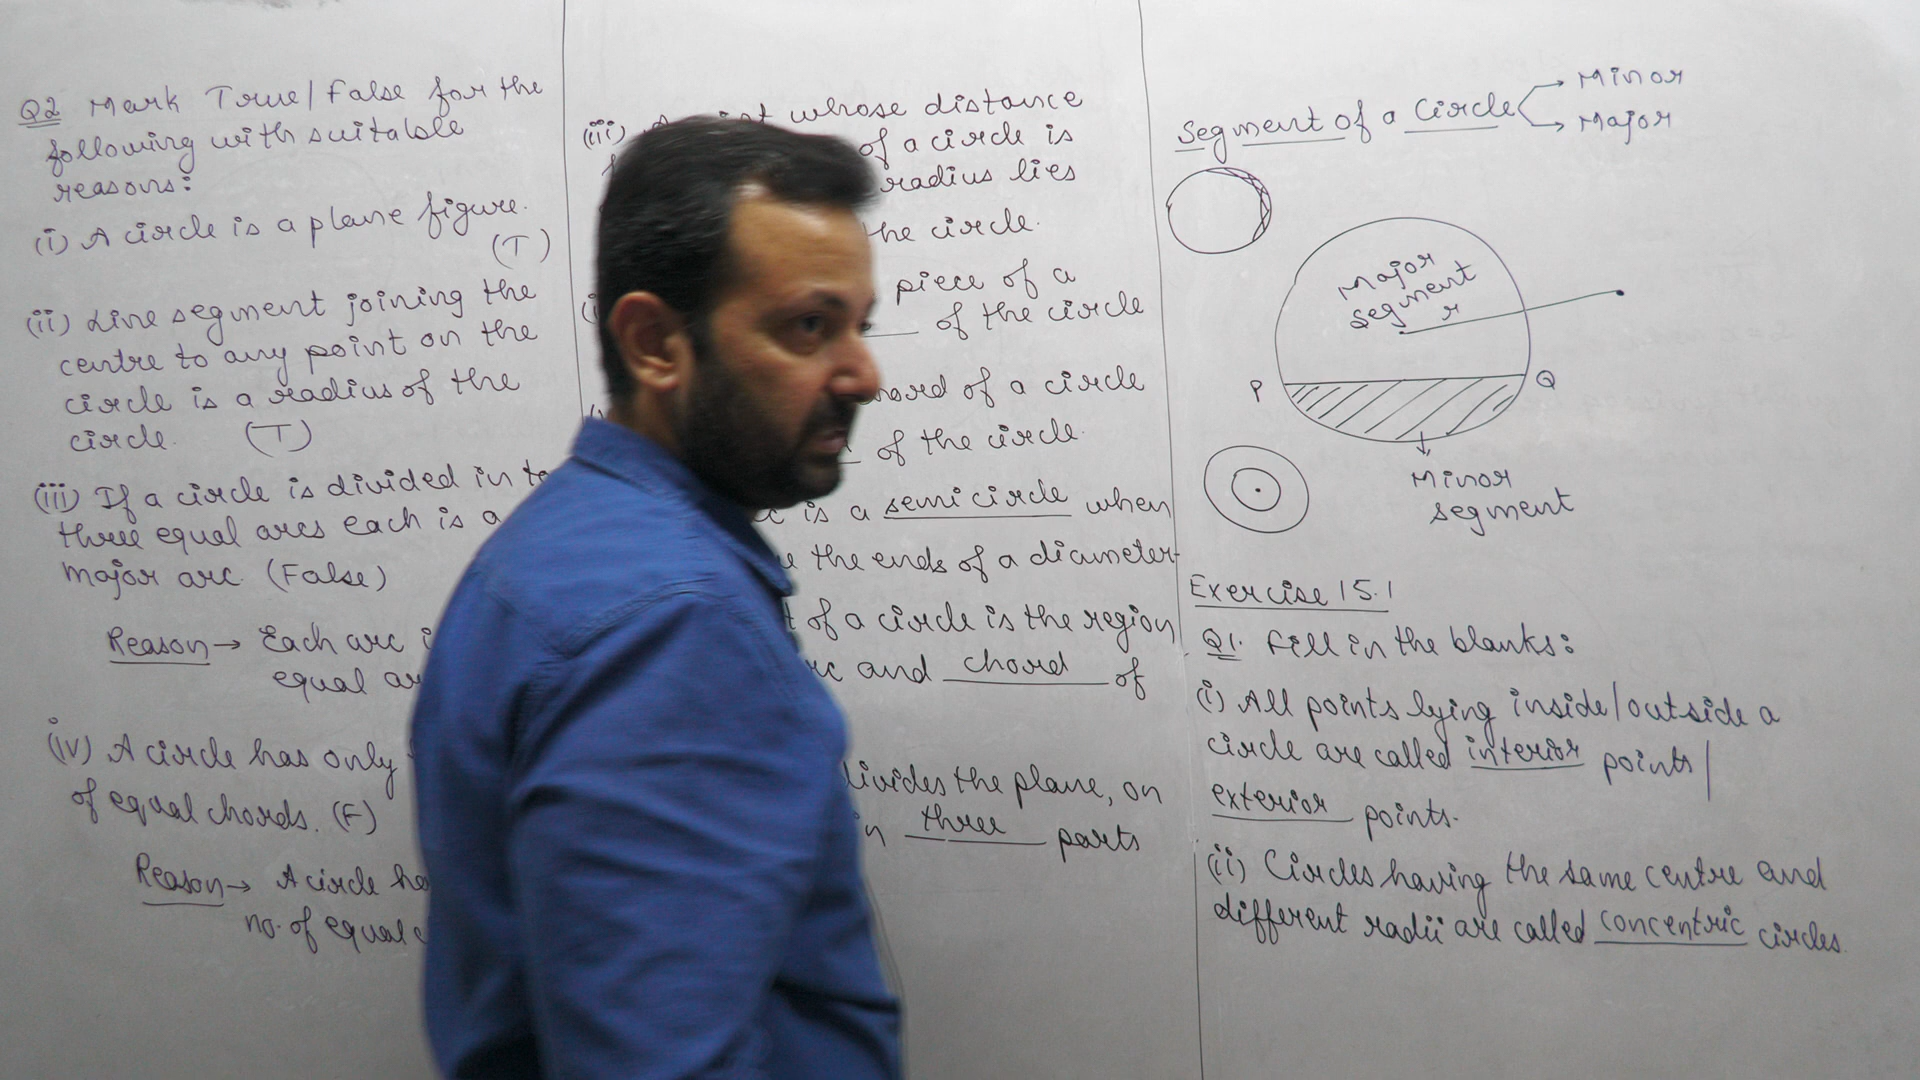 Q2 Mark True/False for the
following with suitable
reasons:
(i) A circle is a plane figure.
(T)
(ii) Line segment joining the
centre to any point on the
circle is a radius of the
circle. (T)
(iii) If a circle is divided in to
three equal arcs each is a
major arc. (False)
Reason → Each arc
equal
(iv) A circle has only
of equal chords. (F)
Reason → A circle
no. of equal
(iii) A whose distance
of a circle is
radius lies
the circle.
piece of a
of the circle
of a circle
of the circle.
is a semicircle when
the ends of a diameter
of a circle is the region
and chord of
divides the plane, on
three parts
Segment of a Circle → Minor
→ Major
Major
segment
r
P Q
Minor
segment
Exercise 15.1
Q1. Fill in the blanks:
(i) All points lying inside/outside a
circle are called interior points/
exterior points.
(ii) Circles having the same centre and
different radii are called concentric circles.